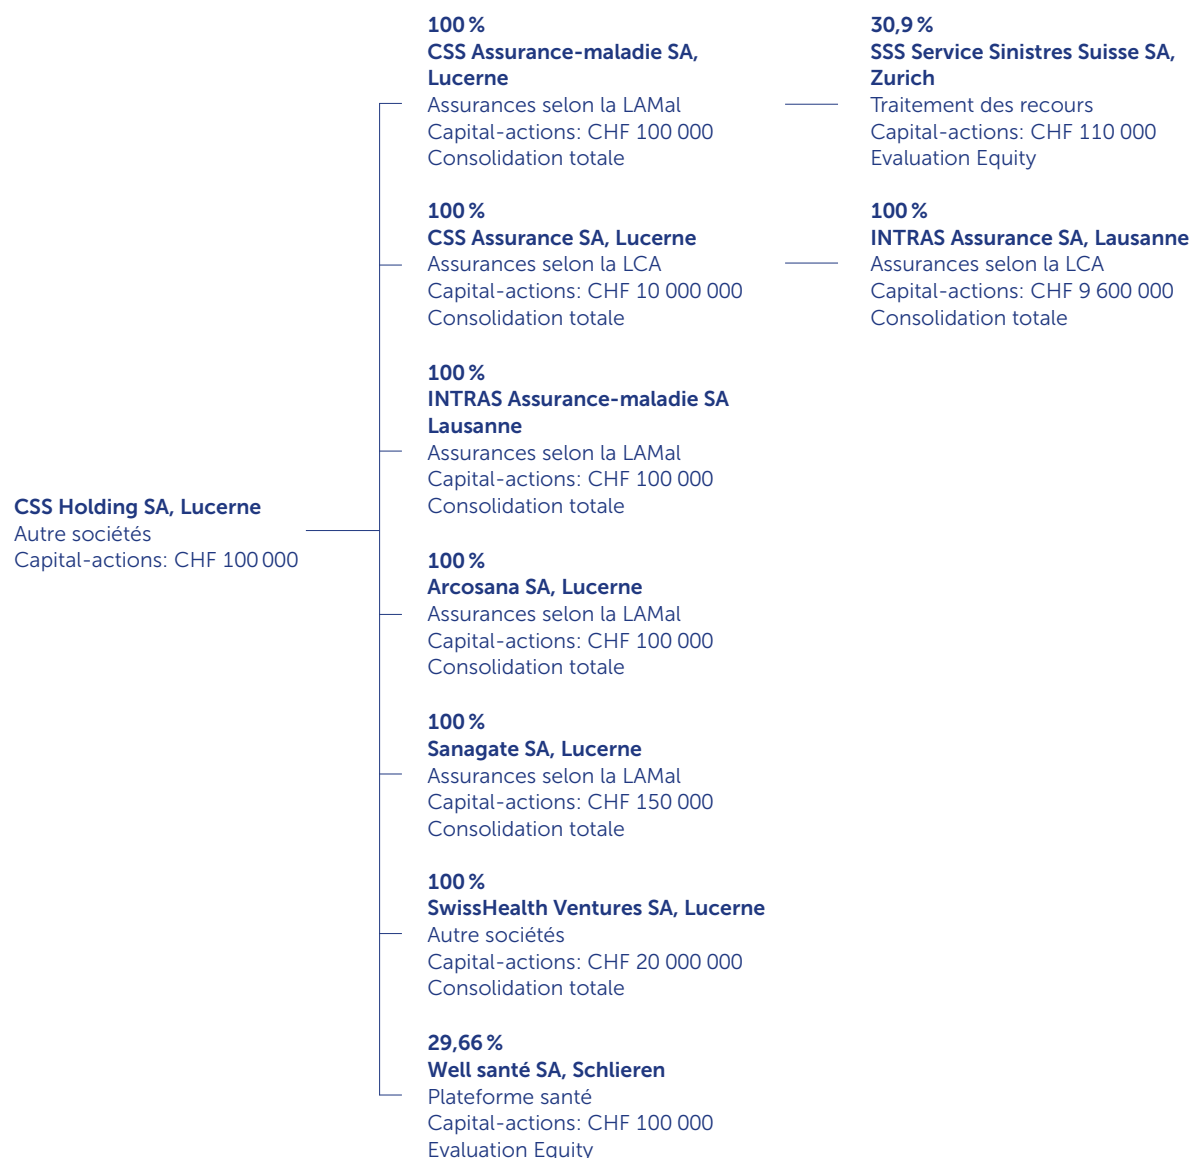 CSS Holding SA, Lucerne
Autre sociétés
Capital-actions: CHF 100 000
100 %
CSS Assurance-maladie SA,
Lucerne
Assurances selon la LAMal
Capital-actions: CHF 100 000
Consolidation totale
30,9 %
SSS Service Sinistres Suisse SA,
Zurich
Traitement des recours
Capital-actions: CHF 110 000
Evaluation Equity
100 %
CSS Assurance SA, Lucerne
Assurances selon la LCA
Capital-actions: CHF 10 000 000
Consolidation totale
100 %
INTRAS Assurance SA, Lausanne
Assurances selon la LCA
Capital-actions: CHF 9 600 000
Consolidation totale
100 %
INTRAS Assurance-maladie SA
Lausanne
Assurances selon la LAMal
Capital-actions: CHF 100 000
Consolidation totale
100 %
Arcosana SA, Lucerne
Assurances selon la LAMal
Capital-actions: CHF 100 000
Consolidation totale
100 %
Sanagate SA, Lucerne
Assurances selon la LAMal
Capital-actions: CHF 150 000
Consolidation totale
100 %
SwissHealth Ventures SA, Lucerne
Autre sociétés
Capital-actions: CHF 20 000 000
Consolidation totale
29,66 %
Well santé SA, Schlieren
Plateforme santé
Capital-actions: CHF 100 000
Evaluation Equity